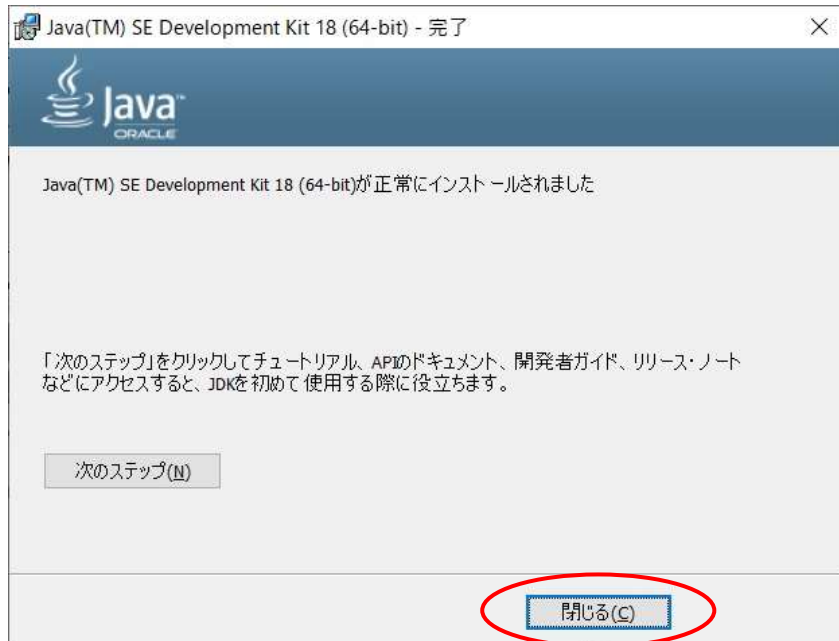 Java(TM) SE Development Kit 18 (64-bit) - 完了
Java™
ORACLE
Java(TM) SE Development Kit 18 (64-bit)が正常にインストールされました
「次のステップ」をクリックしてチュートリアル、APIのドキュメント、開発者ガイド、リリース・ノート
などにアクセスすると、JDKを初めて使用する際に役立ちます。
次のステップ(N)
閉じる(C)